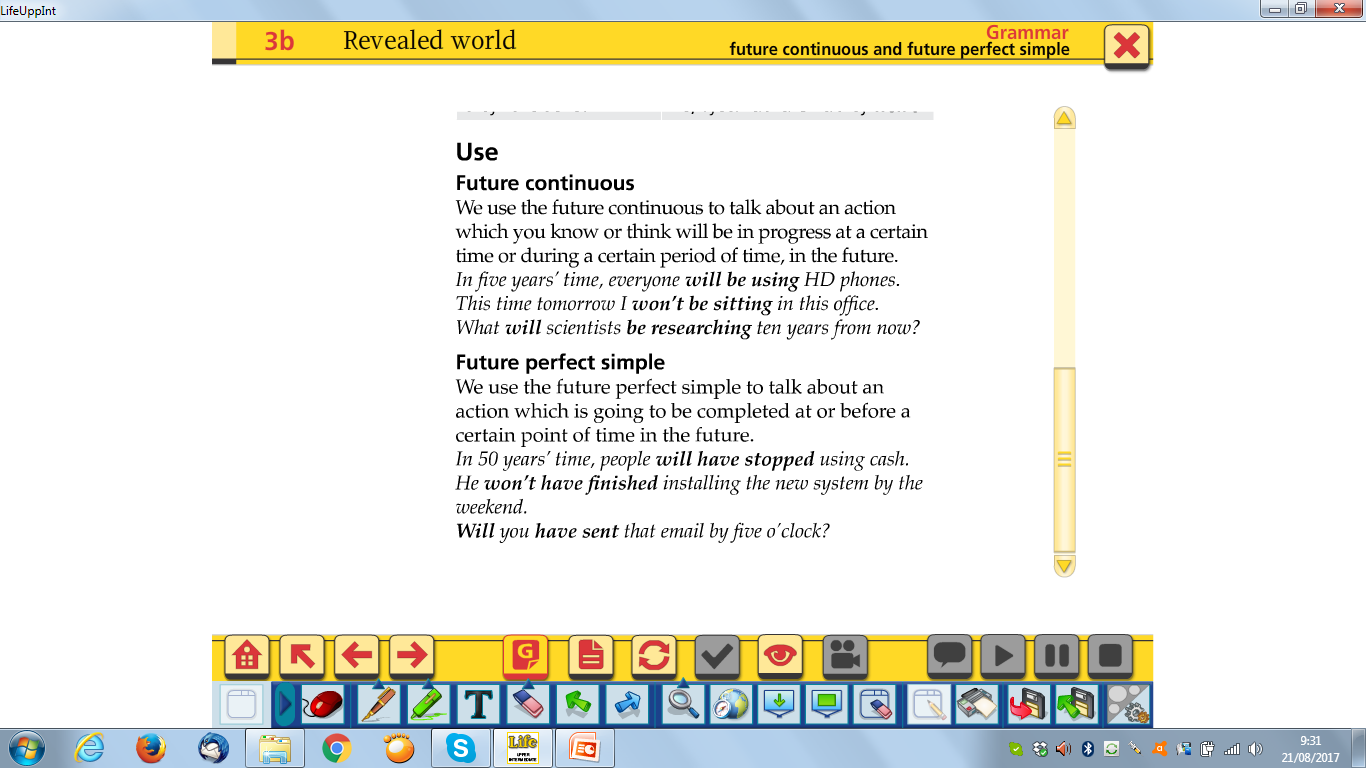 LifeUppInt
3b Revealed world
Grammar
future continuous and future perfect simple
Use
Future continuous
We use the future continuous to talk about an action
which you know or think will be in progress at a certain
time or during a certain period of time, in the future.
In five years’ time, everyone will be using HD phones.
This time tomorrow I won’t be sitting in this office.
What will scientists be researching ten years from now?
Future perfect simple
We use the future perfect simple to talk about an
action which is going to be completed at or before a
certain point of time in the future.
In 50 years’ time, people will have stopped using cash.
He won’t have finished installing the new system by the
weekend.
Will you have sent that email by five o’clock?
G
T
Life
UPPER
INTERMEDIATE
9:31
21/08/2017